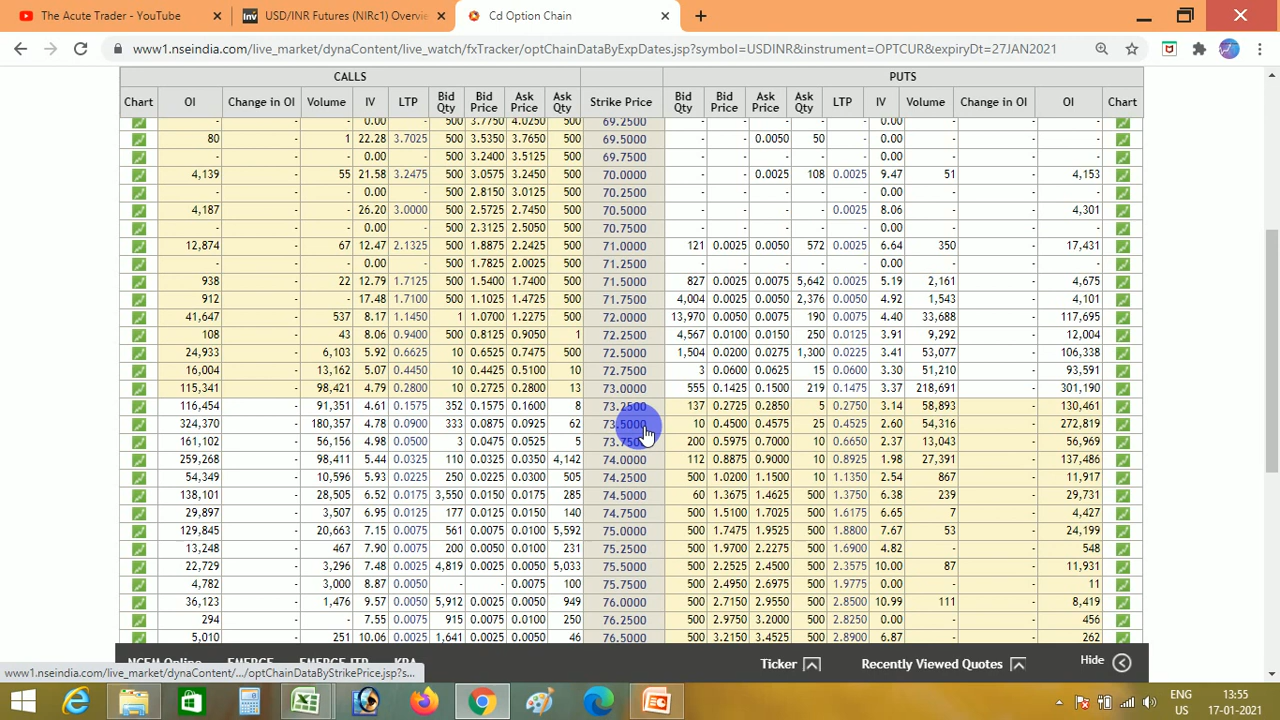 The Acute Trader - YouTube
USD/INR Futures (NIRc1) Overvie
Cd Option Chain
www1.nseindia.com/live_market/dynaContent/live_watch/fxTracker/optChainDataByExpDates.jsp?symbol=USDINR&instrument=OPTCUR&expiryDt=27JAN2021
CALLS PUTS
Chart OI Change in OI Volume IV LTP Bid Qty Bid Price Ask Price Ask Qty Strike Price Bid Qty Bid Price Ask Price Ask Qty LTP IV Volume Change in OI OI Chart
- - - 0.00 - 500 3.7750 4.0250 500 69.2500 - - - - - 0.00 - - -
80 - 1 22.28 3.7025 500 3.5350 3.7650 500 69.5000 - - 0.0050 50 - 0.00 - - -
- - - 0.00 - 500 3.2400 3.5125 500 69.7500 - - - - - 0.00 - - -
4,139 - 55 21.58 3.2475 500 3.0575 3.2450 500 70.0000 - - 0.0025 108 0.0025 9.47 51 - 4,153
- - - 0.00 - 500 2.8150 3.0125 500 70.2500 - - - - - 0.00 - - -
4,187 - - 26.20 3.0000 500 2.5725 2.7450 500 70.5000 - - - - 0.0025 8.06 - - 4,301
- - - 0.00 - 500 2.3125 2.5050 500 70.7500 - - - - - 0.00 - - -
12,874 - 67 12.47 2.1325 500 1.8875 2.2425 500 71.0000 121 0.0025 0.0050 572 0.0025 6.64 350 - 17,431
- - - 0.00 - 500 1.7825 2.0025 500 71.2500 - - - - - 0.00 - - -
938 - 22 12.79 1.7125 500 1.5400 1.7400 500 71.5000 827 0.0025 0.0075 5,642 0.0025 5.19 2,161 - 4,675
912 - - 17.48 1.7100 500 1.1025 1.4725 500 71.7500 4,004 0.0025 0.0050 2,376 0.0050 4.92 1,543 - 4,101
41,647 - 537 8.17 1.1450 1 1.0700 1.2275 500 72.0000 13,970 0.0050 0.0075 190 0.0075 4.40 33,688 - 117,695
108 - 43 8.06 0.9400 500 0.8125 0.9050 1 72.2500 4,567 0.0100 0.0150 250 0.0125 3.91 9,292 - 12,004
24,933 - 6,103 5.92 0.6625 10 0.6525 0.7475 500 72.5000 1,504 0.0200 0.0275 1,300 0.0225 3.41 53,077 - 106,338
16,004 - 13,162 5.07 0.4450 10 0.4425 0.5100 10 72.7500 3 0.0600 0.0625 15 0.0600 3.30 51,210 - 93,591
115,341 - 98,421 4.79 0.2800 10 0.2725 0.2800 13 73.0000 555 0.1425 0.1500 219 0.1475 3.37 218,691 - 301,190
116,454 - 91,351 4.61 0.1575 352 0.1575 0.1600 8 73.2500 137 0.2725 0.2850 5 0.2750 3.14 58,893 - 130,461
324,370 - 180,357 4.78 0.0900 333 0.0875 0.0925 62 73.5000 10 0.4500 0.4575 25 0.4525 2.60 54,316 - 272,819
161,102 - 56,156 4.98 0.0500 3 0.0475 0.0525 5 73.7500 200 0.5975 0.7000 10 0.6650 2.37 13,043 - 56,969
259,268 - 98,411 5.44 0.0325 110 0.0325 0.0350 4,142 74.0000 112 0.8875 0.9000 10 0.8925 1.98 27,391 - 137,486
54,349 - 10,596 5.93 0.0225 250 0.0225 0.0300 505 74.2500 500 1.0200 1.1500 10 1.1350 2.54 867 - 11,917
138,101 - 28,505 6.52 0.0175 3,550 0.0150 0.0175 285 74.5000 60 1.3675 1.4625 500 1.3750 6.38 239 - 29,731
29,897 - 3,507 6.95 0.0125 177 0.0125 0.0150 140 74.7500 500 1.5100 1.7025 500 1.6175 6.65 7 - 4,427
129,845 - 20,663 7.15 0.0075 561 0.0075 0.0100 5,592 75.0000 500 1.7475 1.9525 500 1.8800 7.67 53 - 24,199
13,248 - 467 7.90 0.0075 200 0.0050 0.0100 231 75.2500 500 1.9700 2.2275 500 1.6900 4.82 - - 548
22,729 - 3,296 7.48 0.0025 4,819 0.0025 0.0050 5,033 75.5000 500 2.2525 2.4500 500 2.3575 10.00 87 - 11,931
4,782 - 3,000 8.87 0.0050 - - 0.0075 100 75.7500 500 2.4950 2.6975 500 1.9775 0.00 - - 11
36,123 - 1,476 9.57 0.0050 5,912 0.0025 0.0050 949 76.0000 500 2.7150 2.9550 500 2.8500 10.99 111 - 8,419
294 - - 7.55 0.0075 915 0.0075 0.0100 250 76.2500 500 2.9750 3.2000 500 2.8250 0.00 - - 456
5,010 - 251 10.06 0.0025 1,641 0.0025 0.0050 46 76.5000 500 3.2150 3.4525 500 2.8900 6.87 - - 262
NCFM Online EMERGE EMERGE-ITP KRA Ticker Recently Viewed Quotes Hide
www1.nseindia.com/live_market/dynaContent/.../optChainDataByStrikePrice.jsp?s...
ENG 13:55
US 17-01-2021